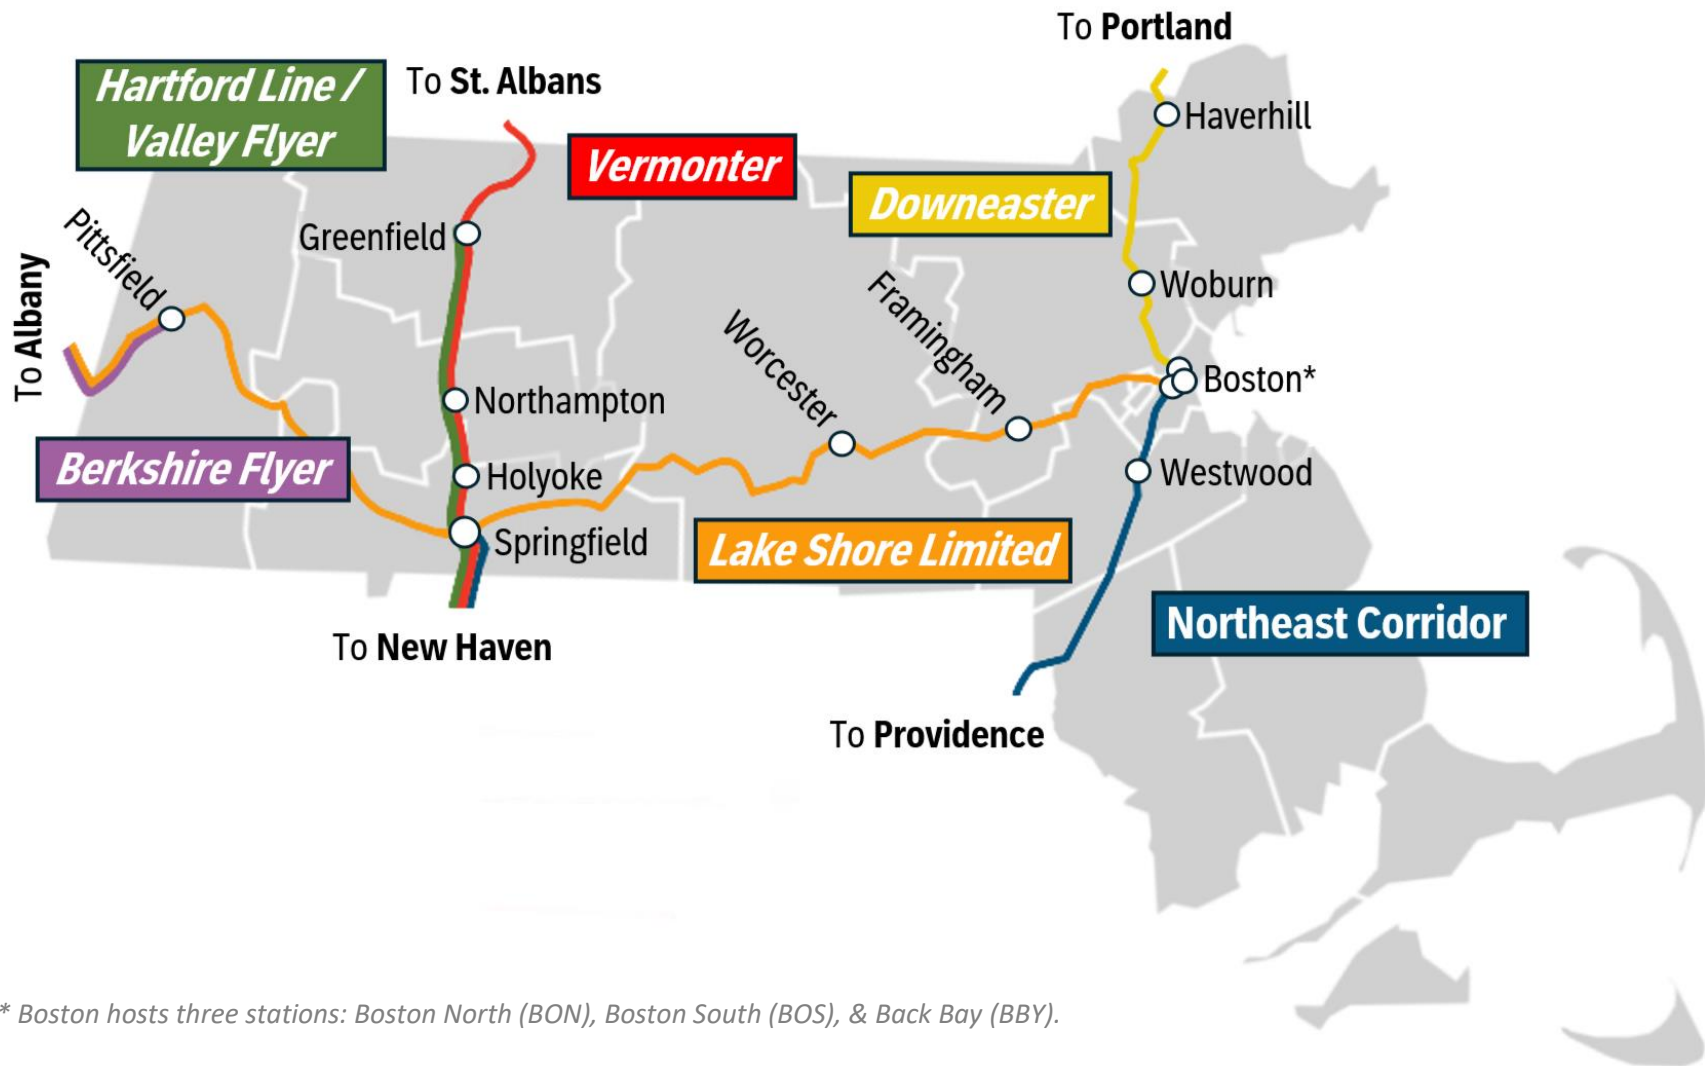 To Portland
Hartford Line /
Valley Flyer
To St. Albans
Vermonter
Haverhill
Downeaster
Pittsfield
Greenfield
To Albany
Woburn
Framingham
Worcester
Boston*
Northampton
Berkshire Flyer
Holyoke
Westwood
Springfield
Lake Shore Limited
Northeast Corridor
To New Haven
To Providence
* Boston hosts three stations: Boston North (BON), Boston South (BOS), & Back Bay (BBY).